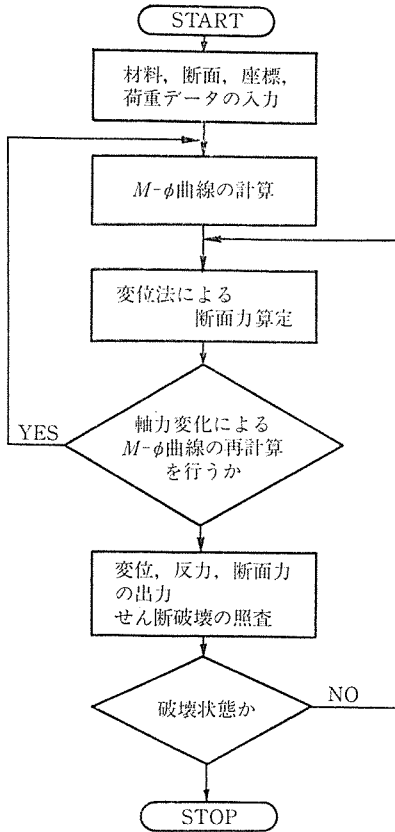 START
材料，断面，座標，
荷重データの入力
M-φ曲線の計算
変位法による
断面力算定
軸力変化による
YES
M-φ曲線の再計算
を行うか
変位，反力，断面力
の出力
せん断破壊の照査
NO
破壊状態か
STOP